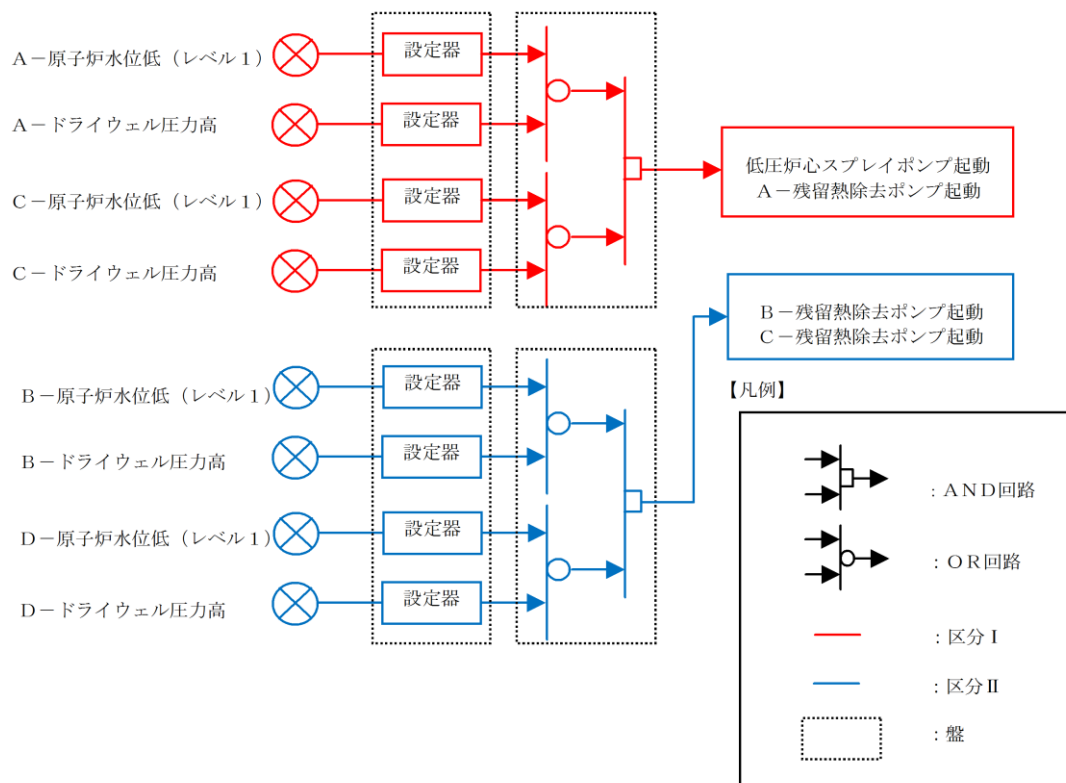 A－原子炉水位低（レベル１）
設定器
A－ドライウェル圧力高
設定器
C－原子炉水位低（レベル１）
設定器
C－ドライウェル圧力高
設定器
低圧炉心スプレイポンプ起動
A－残留熱除去ポンプ起動
B－原子炉水位低（レベル１）
設定器
B－ドライウェル圧力高
設定器
D－原子炉水位低（レベル１）
設定器
D－ドライウェル圧力高
設定器
B－残留熱除去ポンプ起動
C－残留熱除去ポンプ起動
【凡例】
：AND回路
：OR回路
：区分Ⅰ
：区分Ⅱ
：盤